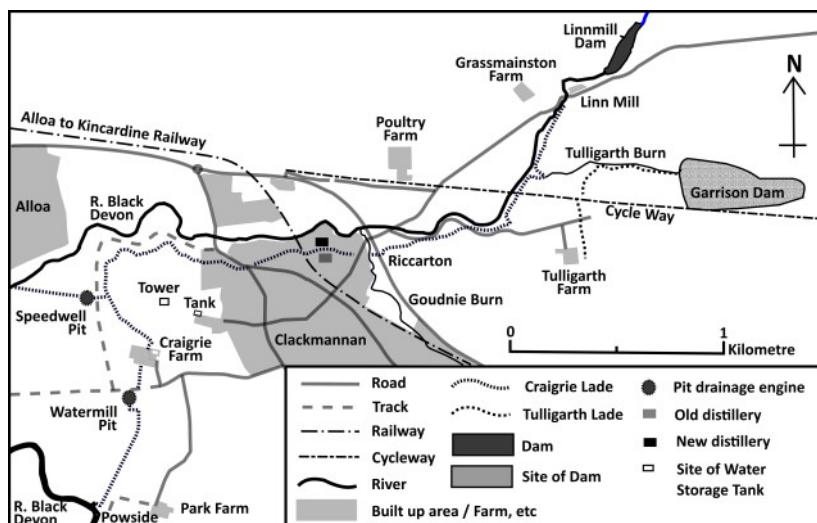 Linnmill
Dam
Grassmainston
Farm
N
Linn Mill
Alloa to Kincardine Railway
Poultry
Farm
Tulligarth Burn
Alloa
R. Black
Devon
Garrison Dam
Cycle Way
Riccarton
Tulligarth
Farm
Tower
Tank
Goudnie Burn
Speedwell
Pit
Craigrie
Farm
Clackmannan
0
1
Kilometre
Watermill
Pit
R. Black
Devon
Powside
Park Farm
Road
Track
Railway
Cycleway
River
Built up area / Farm, etc
Craigrie Lade
Tulligarth Lade
Dam
Site of Dam
Pit drainage engine
Old distillery
New distillery
Site of Water
Storage Tank